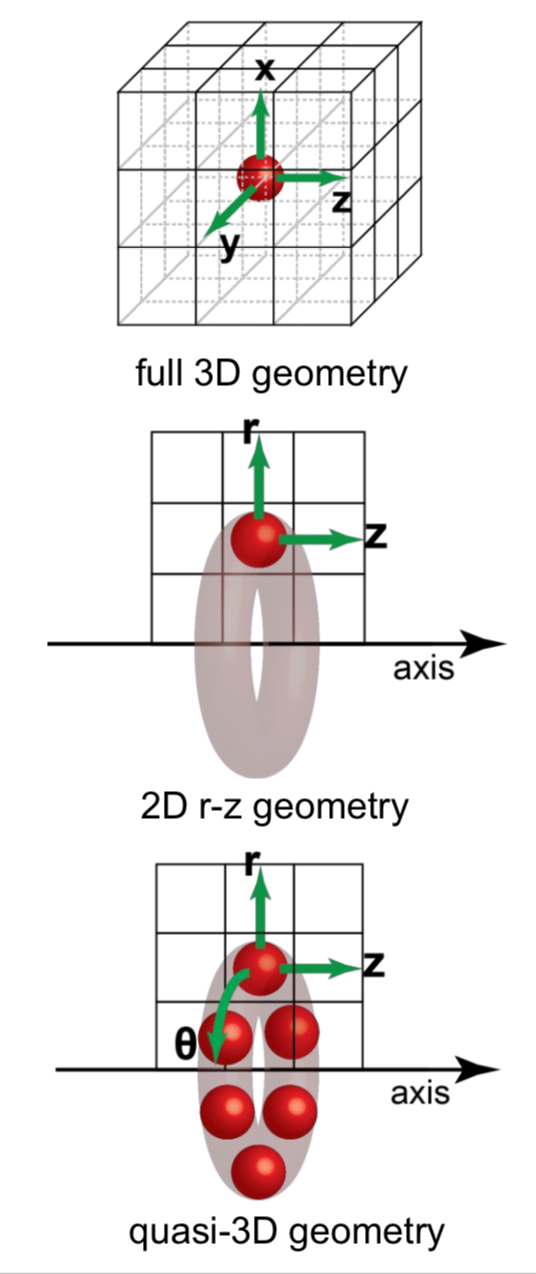 x
z
y
full 3D geometry
r
z
axis
2D r-z geometry
r
z
θ
axis
quasi-3D geometry